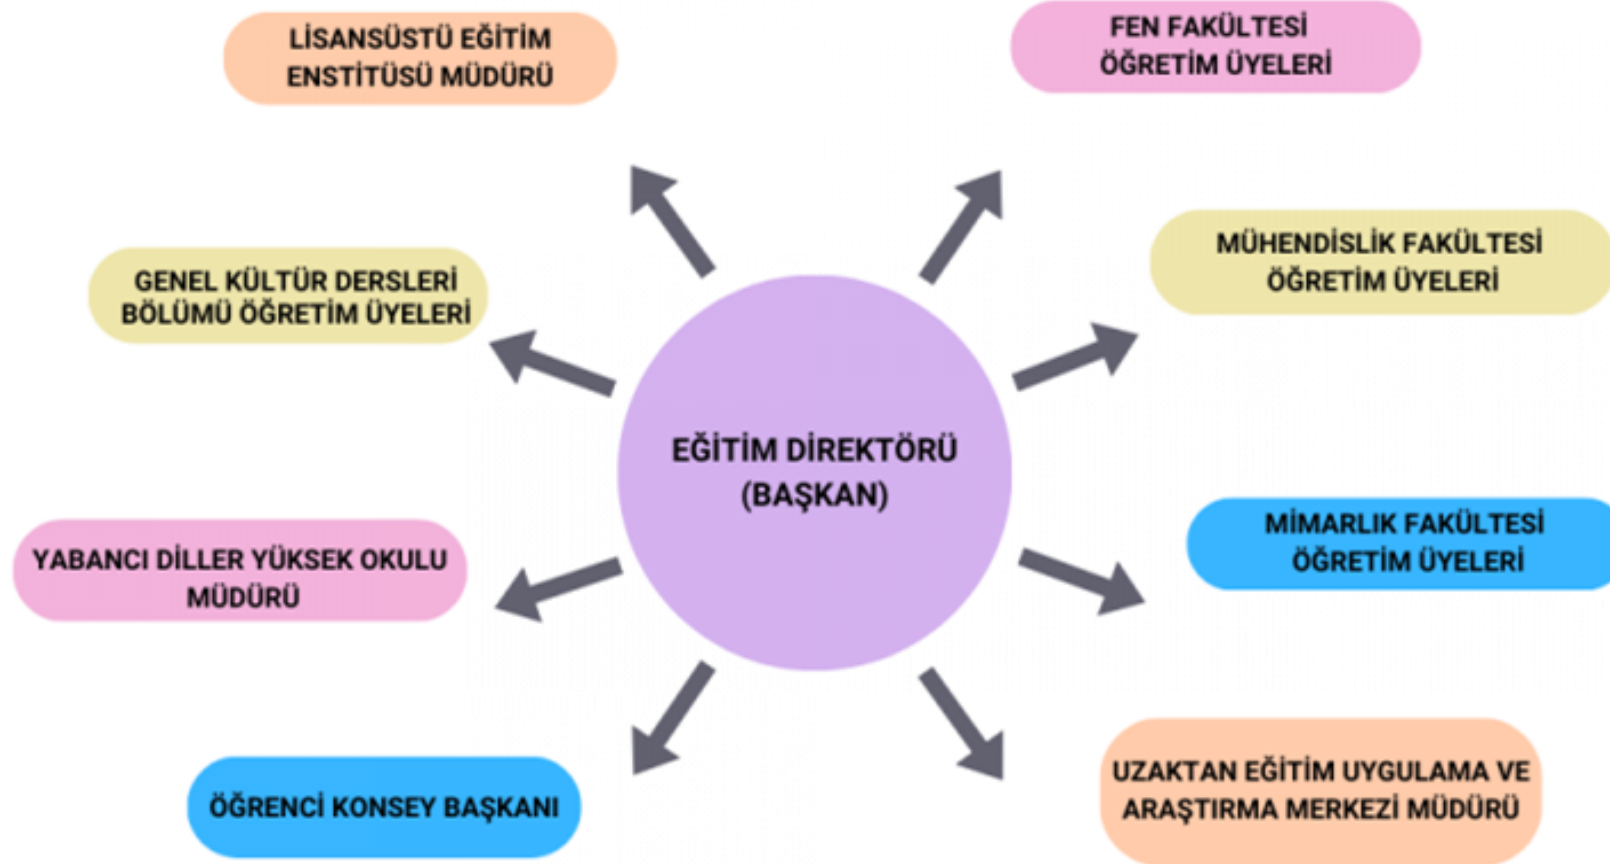 LİSANSÜSTÜ EĞİTİM
ENSTİTÜSÜ MÜDÜRÜ
FEN FAKÜLTESİ
ÖĞRETİM ÜYELERİ
GENEL KÜLTÜR DERSLERİ
BÖLÜMÜ ÖĞRETİM ÜYELERİ
MÜHENDİSLİK FAKÜLTESİ
ÖĞRETİM ÜYELERİ
EĞİTİM DİREKTÖRÜ
(BAŞKAN)
YABANCI DİLLER YÜKSEK OKULU
MÜDÜRÜ
MİMARLIK FAKÜLTESİ
ÖĞRETİM ÜYELERİ
ÖĞRENCİ KONSEY BAŞKANI
UZAKTAN EĞİTİM UYGULAMA VE
ARAŞTIRMA MERKEZİ MÜDÜRÜ